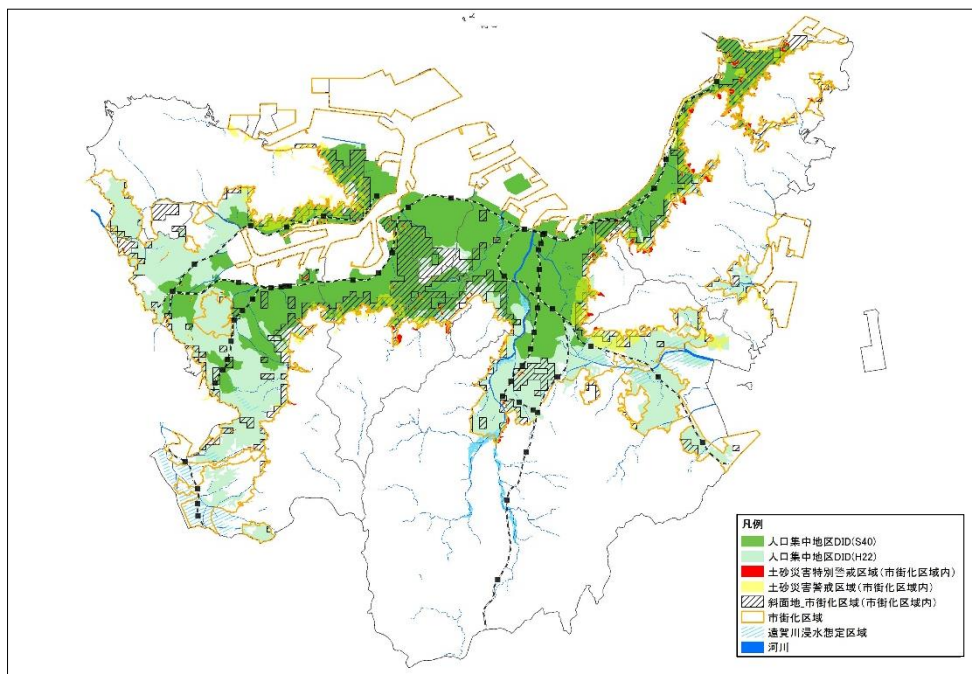 凡例
人口集中地区DID(S40)
人口集中地区DID(H22)
土砂災害特別警戒区域(市街化区域内)
土砂災害警戒区域(市街化区域内)
斜面地_市街化区域(市街化区域内)
市街化区域
遠賀川浸水想定区域
河川